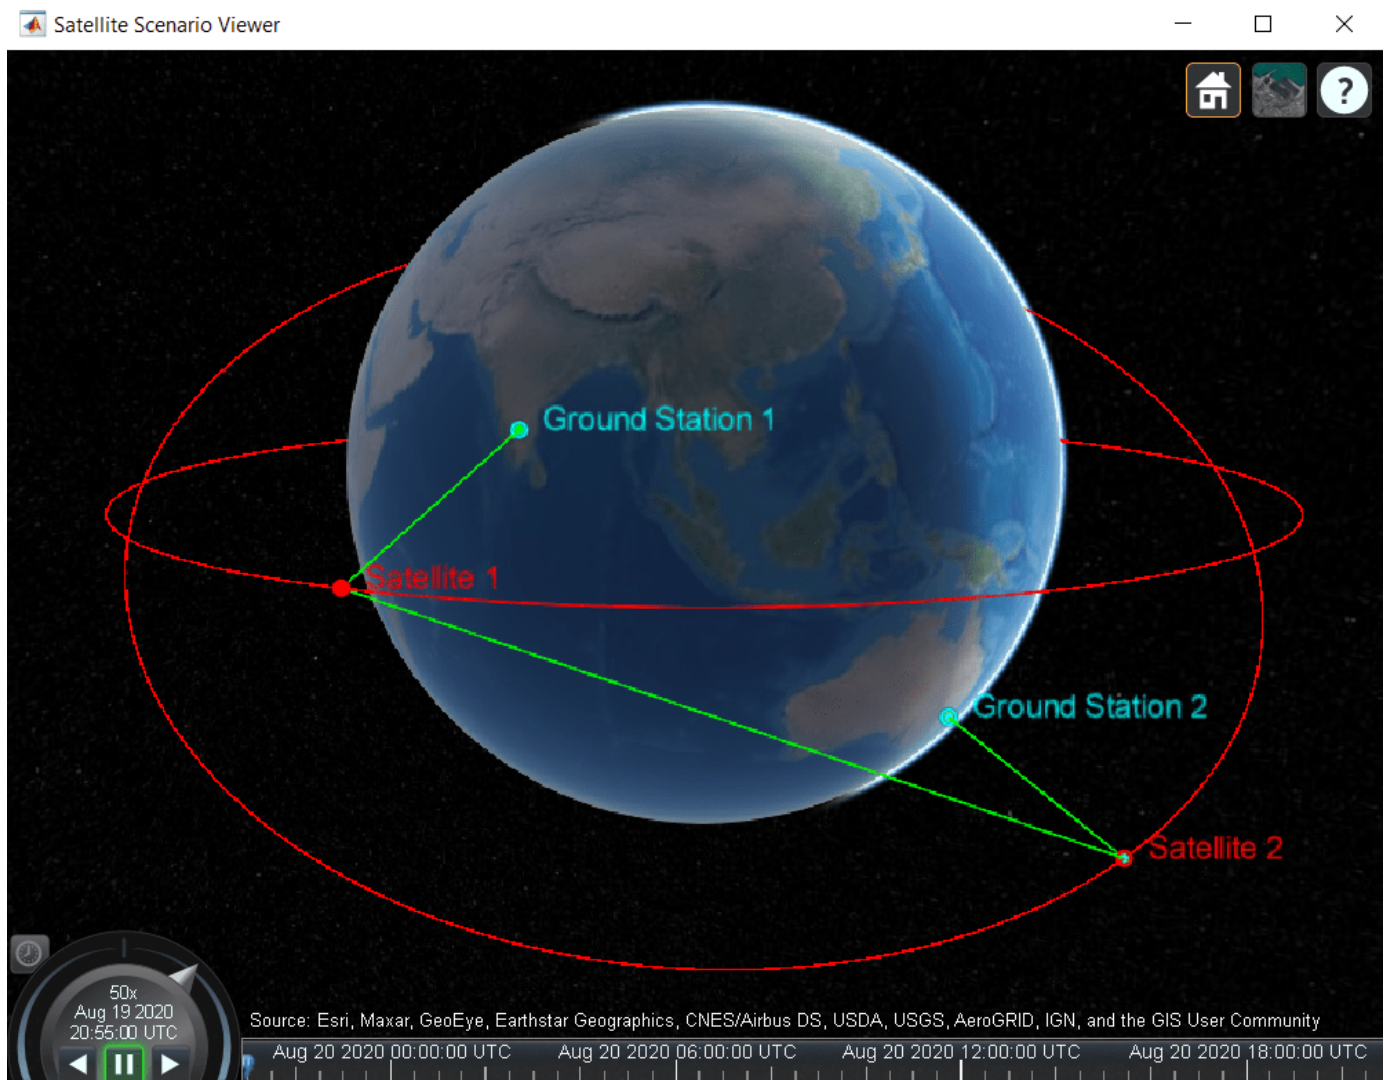 Satellite Scenario Viewer
?
Ground Station 1
Satellite 1
Ground Station 2
Satellite 2
50x
Aug 19 2020
20:55:00 UTC
Source: Esri, Maxar, GeoEye, Earthstar Geographics, CNES/Airbus DS, USDA, USGS, AeroGRID, IGN, and the GIS User Community
Aug 20 2020 00:00:00 UTC Aug 20 2020 06:00:00 UTC Aug 20 2020 12:00:00 UTC Aug 20 2020 18:00:00 UTC